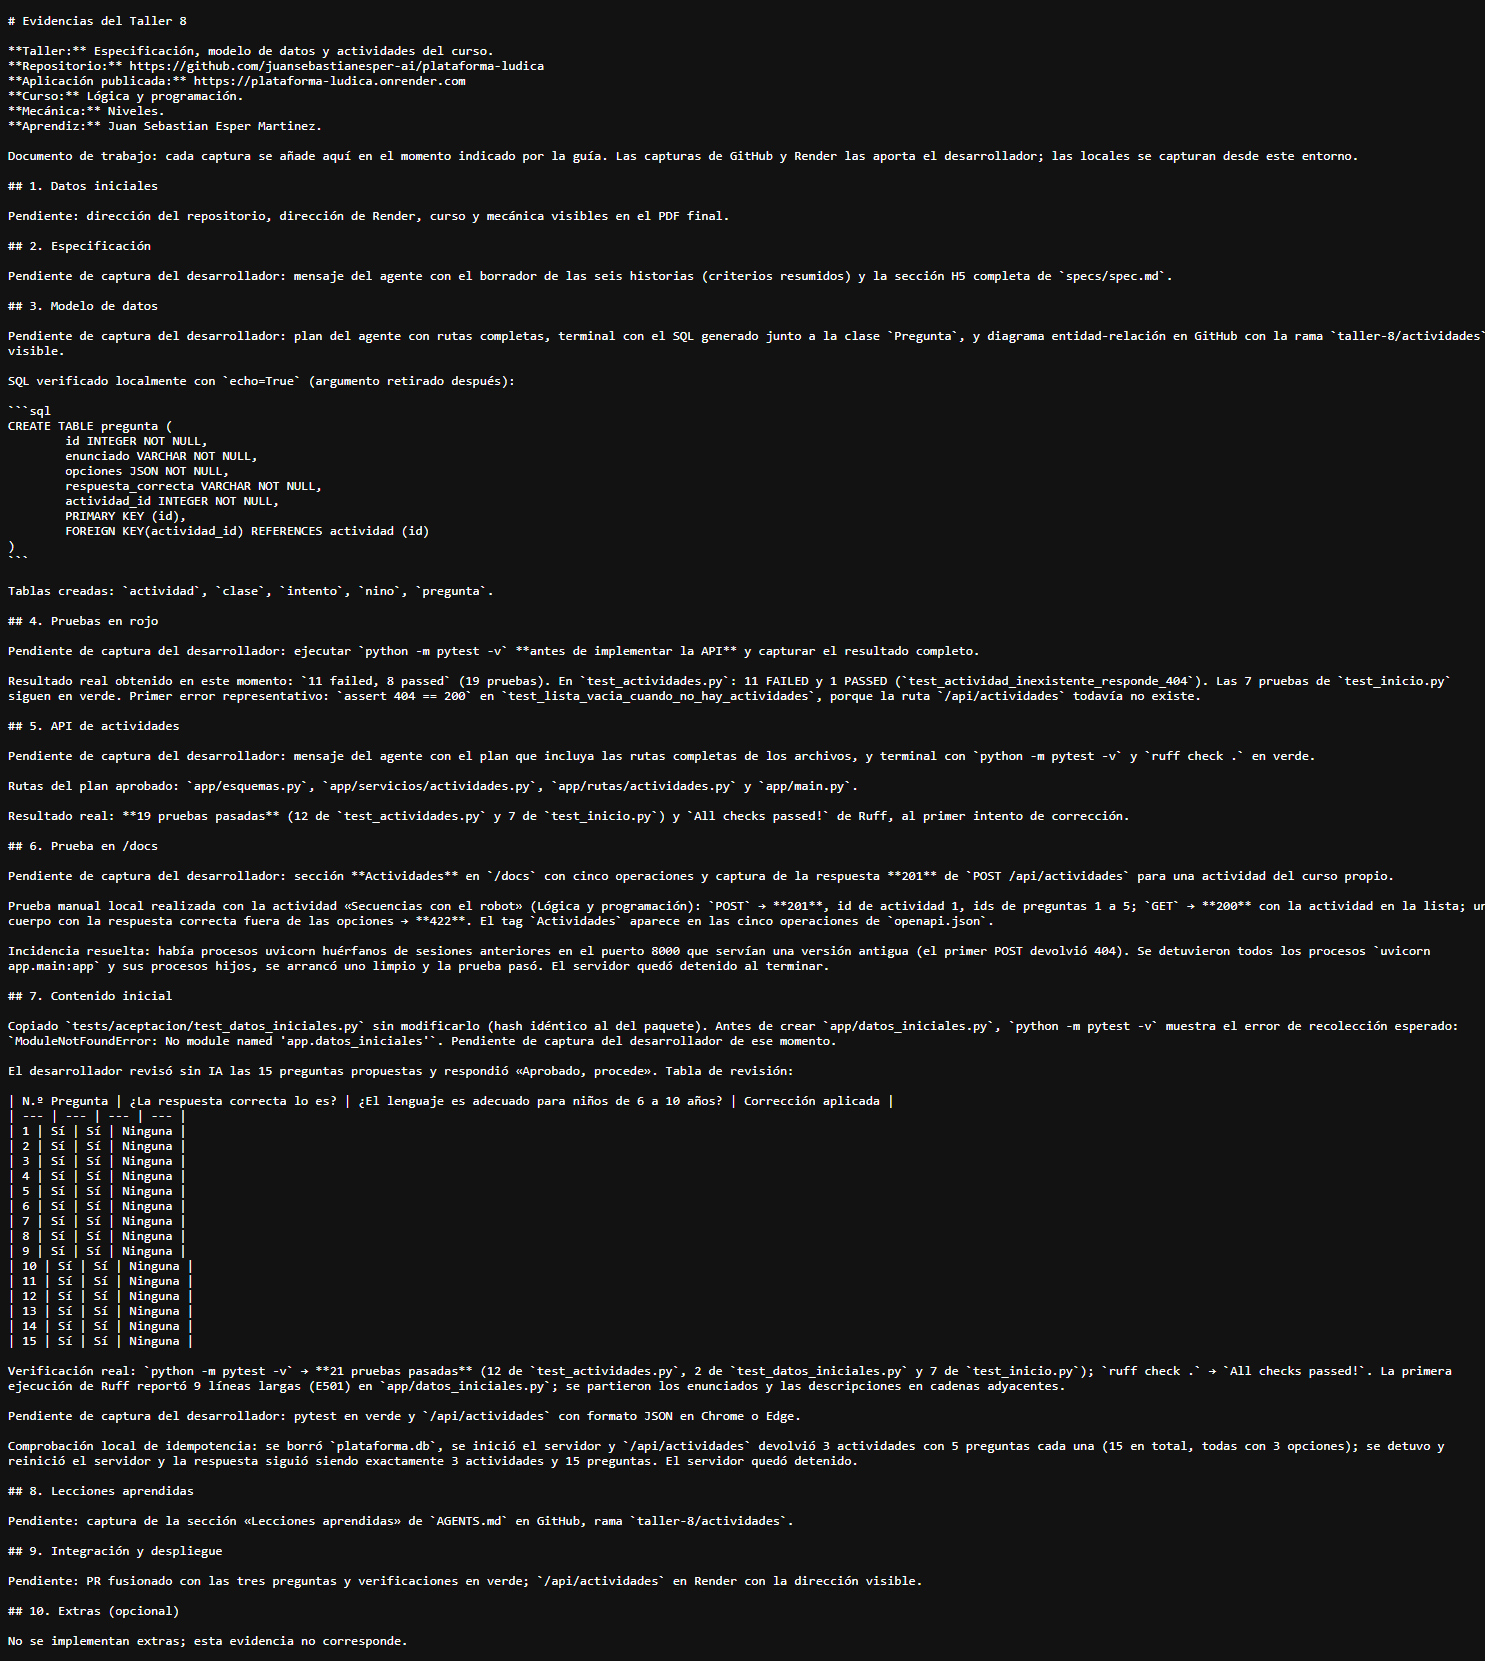 # Evidencias del Taller 8
**Taller:** Especificación, modelo de datos y actividades del curso.
**Repositorio:** https://github.com/juansebastianesper-ai/plataforma-ludica
**Aplicación publicada:** https://plataforma-ludica.onrender.com
**Curso:** Lógica y programación.
**Mecánica:** Niveles.
**Aprendiz:** Juan Sebastian Esper Martinez.
Documento de trabajo: cada captura se añade aquí en el momento indicado por la guía. Las capturas de GitHub y Render las aporta el desarrollador; las locales se capturan desde este entorno.
## 1. Datos iniciales
Pendiente: dirección del repositorio, dirección de Render, curso y mecánica visibles en el PDF final.
## 2. Especificación
Pendiente de captura del desarrollador: mensaje del agente con el borrador de las seis historias (criterios resumidos) y la sección H5 completa de `specs/spec.md`.
## 3. Modelo de datos
Pendiente de captura del desarrollador: plan del agente con rutas completas, terminal con el SQL generado junto a la clase `Pregunta`, y diagrama entidad-relación en GitHub con la rama `taller-8/actividades`
visible.
SQL verificado localmente con `echo=True` (argumento retirado después):
```sql
CREATE TABLE pregunta (
        id INTEGER NOT NULL,
        enunciado VARCHAR NOT NULL,
        opciones JSON NOT NULL,
        respuesta_correcta VARCHAR NOT NULL,
        actividad_id INTEGER NOT NULL,
        PRIMARY KEY (id),
        FOREIGN KEY(actividad_id) REFERENCES actividad (id)
)
```
Tablas creadas: `actividad`, `clase`, `intento`, `nino`, `pregunta`.
## 4. Pruebas en rojo
Pendiente de captura del desarrollador: ejecutar `python -m pytest -v` **antes de implementar la API** y capturar el resultado completo.
Resultado real obtenido en este momento: `11 failed, 8 passed` (19 pruebas). En `test_actividades.py`: 11 FAILED y 1 PASSED (`test_actividad_inexistente_responde_404`). Las 7 pruebas de `test_inicio.py`
siguen en verde. Primer error representativo: `assert 404 == 200` en `test_lista_vacia_cuando_no_hay_actividades`, porque la ruta `/api/actividades` todavía no existe.
## 5. API de actividades
Pendiente de captura del desarrollador: mensaje del agente con el plan que incluya las rutas completas de los archivos, y terminal con `python -m pytest -v` y `ruff check .` en verde.
Rutas del plan aprobado: `app/esquemas.py`, `app/servicios/actividades.py`, `app/rutas/actividades.py` y `app/main.py`.
Resultado real: **19 pruebas pasadas** (12 de `test_actividades.py` y 7 de `test_inicio.py`) y `All checks passed!` de Ruff, al primer intento de corrección.
## 6. Prueba en /docs
Pendiente de captura del desarrollador: sección **Actividades** en `/docs` con cinco operaciones y captura de la respuesta **201** de `POST /api/actividades` para una actividad del curso propio.
Prueba manual local realizada con la actividad «Secuencias con el robot» (Lógica y programación): `POST` → **201**, id de actividad 1, ids de preguntas 1 a 5; `GET` → **200** con la actividad en la lista; un
cuerpo con la respuesta correcta fuera de las opciones → **422**. El tag `Actividades` aparece en las cinco operaciones de `openapi.json`.
Incidencia resuelta: había procesos uvicorn huérfanos de sesiones anteriores en el puerto 8000 que servían una versión antigua (el primer POST devolvió 404). Se detuvieron todos los procesos `uvicorn
app.main:app` y sus procesos hijos, se arrancó uno limpio y la prueba pasó. El servidor quedó detenido al terminar.
## 7. Contenido inicial
Copiado `tests/aceptacion/test_datos_iniciales.py` sin modificarlo (hash idéntico al del paquete). Antes de crear `app/datos_iniciales.py`, `python -m pytest -v` muestra el error de recolección esperado:
`ModuleNotFoundError: No module named 'app.datos_iniciales'`. Pendiente de captura del desarrollador de ese momento.
El desarrollador revisó sin IA las 15 preguntas propuestas y respondió «Aprobado, procede». Tabla de revisión:
| N.º Pregunta | ¿La respuesta correcta lo es? | ¿El lenguaje es adecuado para niños de 6 a 10 años? | Corrección aplicada |
| --- | --- | --- | --- |
| 1 | Sí | Sí | Ninguna |
| 2 | Sí | Sí | Ninguna |
| 3 | Sí | Sí | Ninguna |
| 4 | Sí | Sí | Ninguna |
| 5 | Sí | Sí | Ninguna |
| 6 | Sí | Sí | Ninguna |
| 7 | Sí | Sí | Ninguna |
| 8 | Sí | Sí | Ninguna |
| 9 | Sí | Sí | Ninguna |
| 10 | Sí | Sí | Ninguna |
| 11 | Sí | Sí | Ninguna |
| 12 | Sí | Sí | Ninguna |
| 13 | Sí | Sí | Ninguna |
| 14 | Sí | Sí | Ninguna |
| 15 | Sí | Sí | Ninguna |
Verificación real: `python -m pytest -v` → **21 pruebas pasadas** (12 de `test_actividades.py`, 2 de `test_datos_iniciales.py` y 7 de `test_inicio.py`); `ruff check .` → `All checks passed!`. La primera
ejecución de Ruff reportó 9 líneas largas (E501) en `app/datos_iniciales.py`; se partieron los enunciados y las descripciones en cadenas adyacentes.
Pendiente de captura del desarrollador: pytest en verde y `/api/actividades` con formato JSON en Chrome o Edge.
Comprobación local de idempotencia: se borró `plataforma.db`, se inició el servidor y `/api/actividades` devolvió 3 actividades con 5 preguntas cada una (15 en total, todas con 3 opciones); se detuvo y
reinició el servidor y la respuesta siguió siendo exactamente 3 actividades y 15 preguntas. El servidor quedó detenido.
## 8. Lecciones aprendidas
Pendiente: captura de la sección «Lecciones aprendidas» de `AGENTS.md` en GitHub, rama `taller-8/actividades`.
## 9. Integración y despliegue
Pendiente: PR fusionado con las tres preguntas y verificaciones en verde; `/api/actividades` en Render con la dirección visible.
## 10. Extras (opcional)
No se implementan extras; esta evidencia no corresponde.